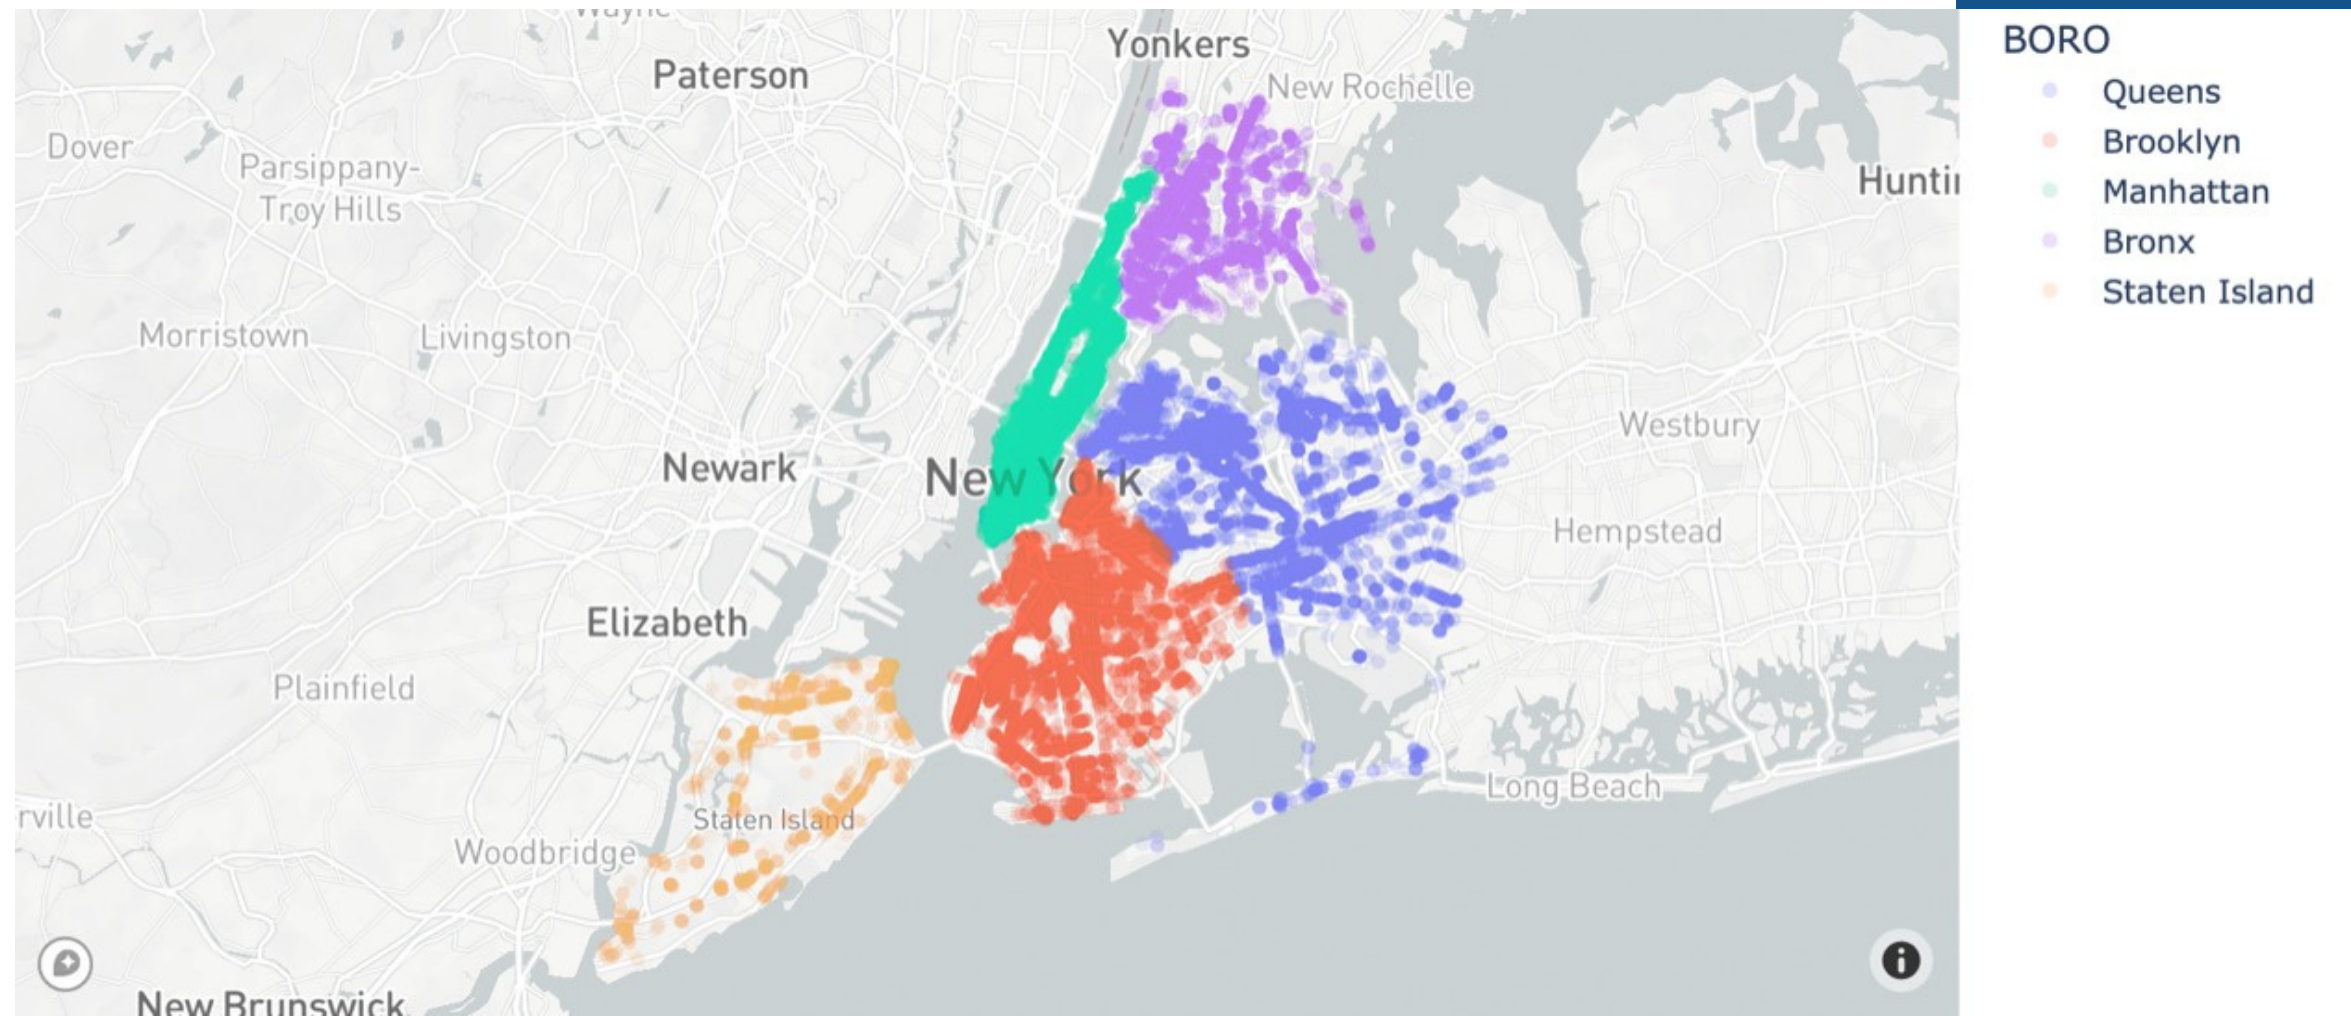 Wayne
Yonkers
Paterson
New Rochelle
Dover
Parsippany-
Troy Hills
Morristown
Livingston
Westbury
Newark
New York
Hempstead
Elizabeth
Plainfield
Staten Island
Long Beach
rville
Woodbridge
New Brunswick
Huntin
BORO
Queens
Brooklyn
Manhattan
Bronx
Staten Island